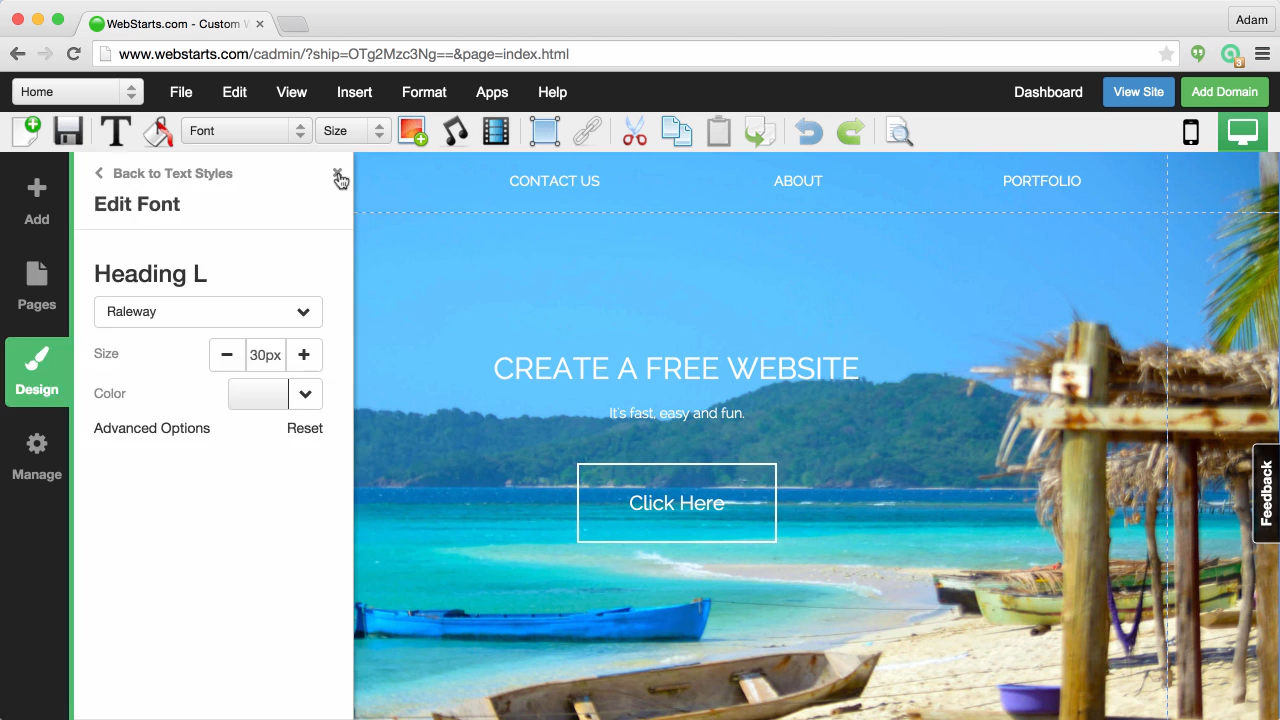 WebStarts.com - Custom
Adam
www.webstarts.com/cadmin/?ship=OTg2Mzc3Ng==&page=index.html
3
Home
File
Edit
View
Insert
Format
Apps
Help
Dashboard
View Site
Add Domain
T
Font
Size
Add
Pages
Design
Manage
Back to Text Styles
Edit Font
Heading L
Raleway
Size
30px
Color
Advanced Options
Reset
CONTACT US
ABOUT
PORTFOLIO
CREATE A FREE WEBSITE
It's fast, easy and fun.
Click Here
Feedback